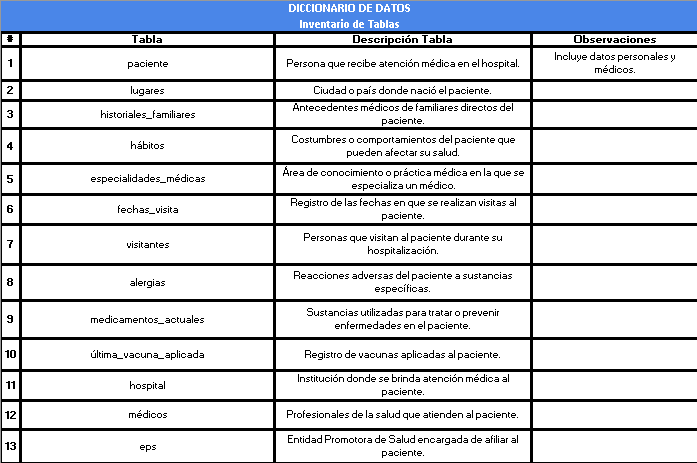 DICCIONARIO DE DATOS
Inventario de Tablas
# Tabla Descripción Tabla Observaciones
1 paciente Persona que recibe atención médica en el hospital. Incluye datos personales y
médicos.
2 lugares Ciudad o país donde nació el paciente.
3 historiales_familiares Antecedentes médicos de familiares directos del
paciente.
4 hábitos Costumbres o comportamientos del paciente que
pueden afectar su salud.
5 especialidades_médicas Área de conocimiento o práctica médica en la que se
especializa un médico.
6 fechas_visita Registro de las fechas en que se realizan visitas al
paciente.
7 visitantes Personas que visitan al paciente durante su
hospitalización.
8 alergias Reacciones adversas del paciente a sustancias
específicas.
9 medicamentos_actuales Sustancias utilizadas para tratar o prevenir
enfermedades en el paciente.
10 última_vacuna_aplicada Registro de vacunas aplicadas al paciente.
11 hospital Institución donde se brinda atención médica al
paciente.
12 médicos Profesionales de la salud que atienden al paciente.
13 eps Entidad Promotora de Salud encargada de afiliar al
paciente.